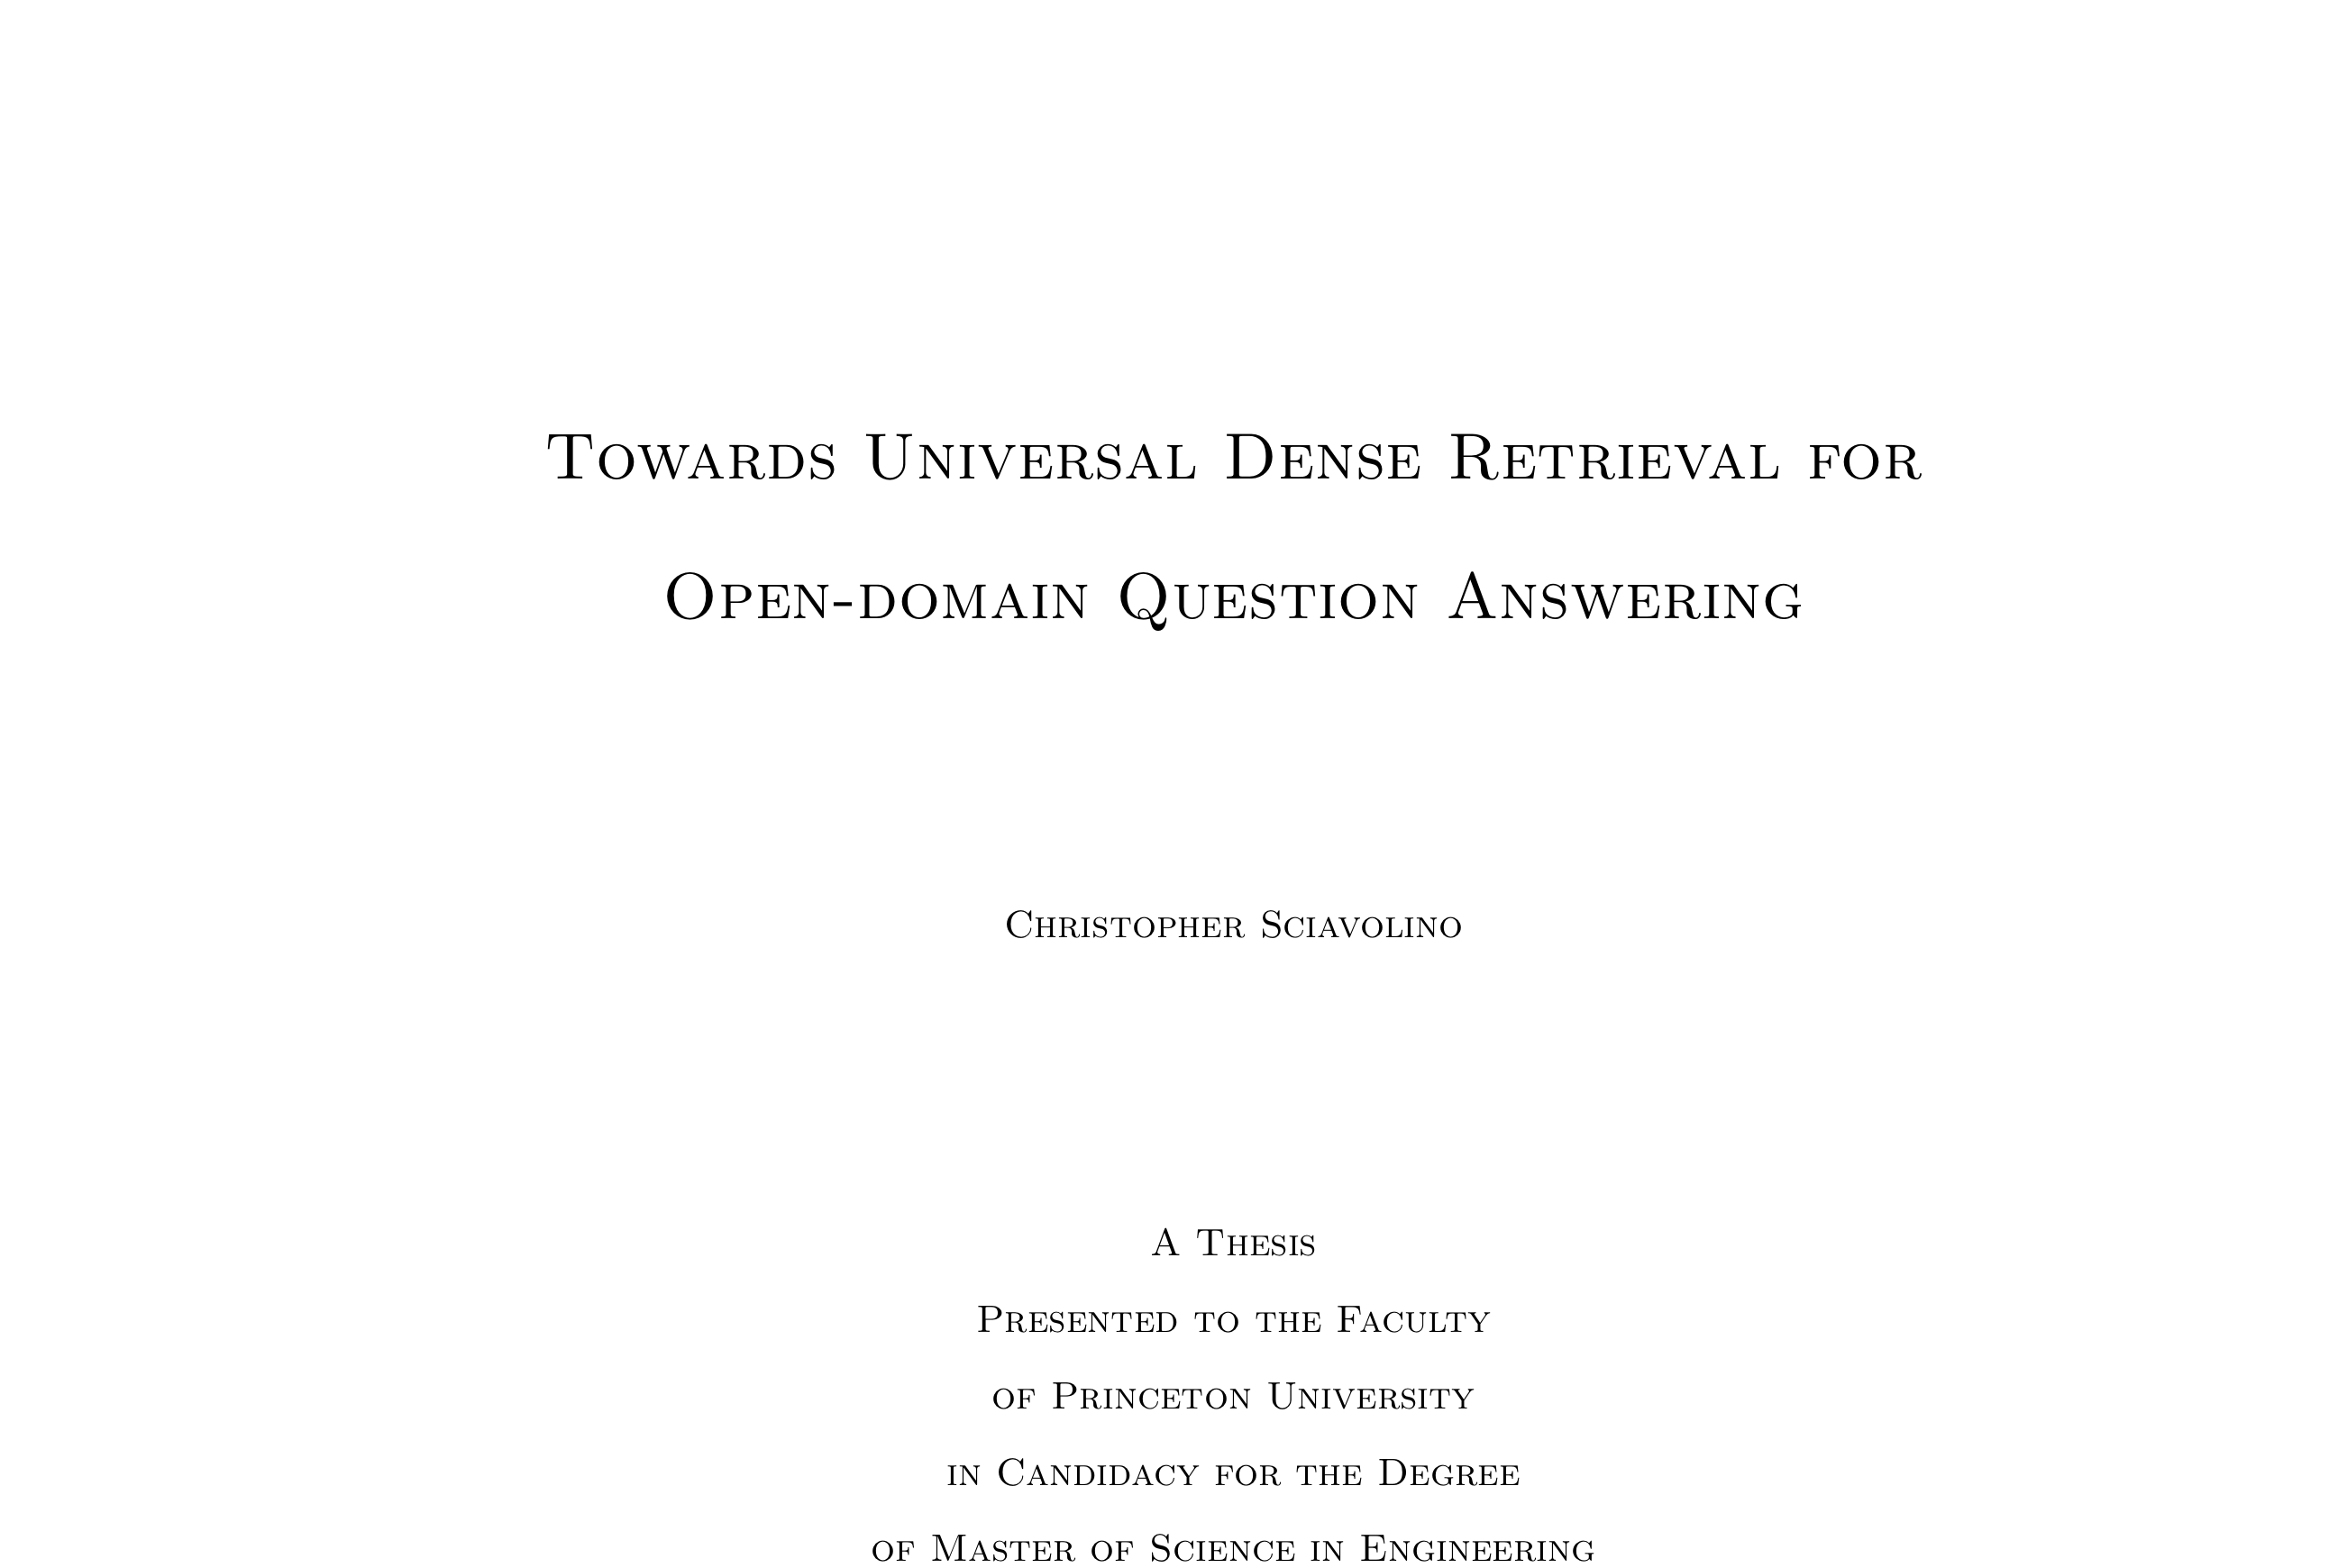 Towards Universal Dense Retrieval for
Open-domain Question Answering
Christopher Sciavolino
A Thesis
Presented to the Faculty
of Princeton University
in Candidacy for the Degree
of Master of Science in Engineering